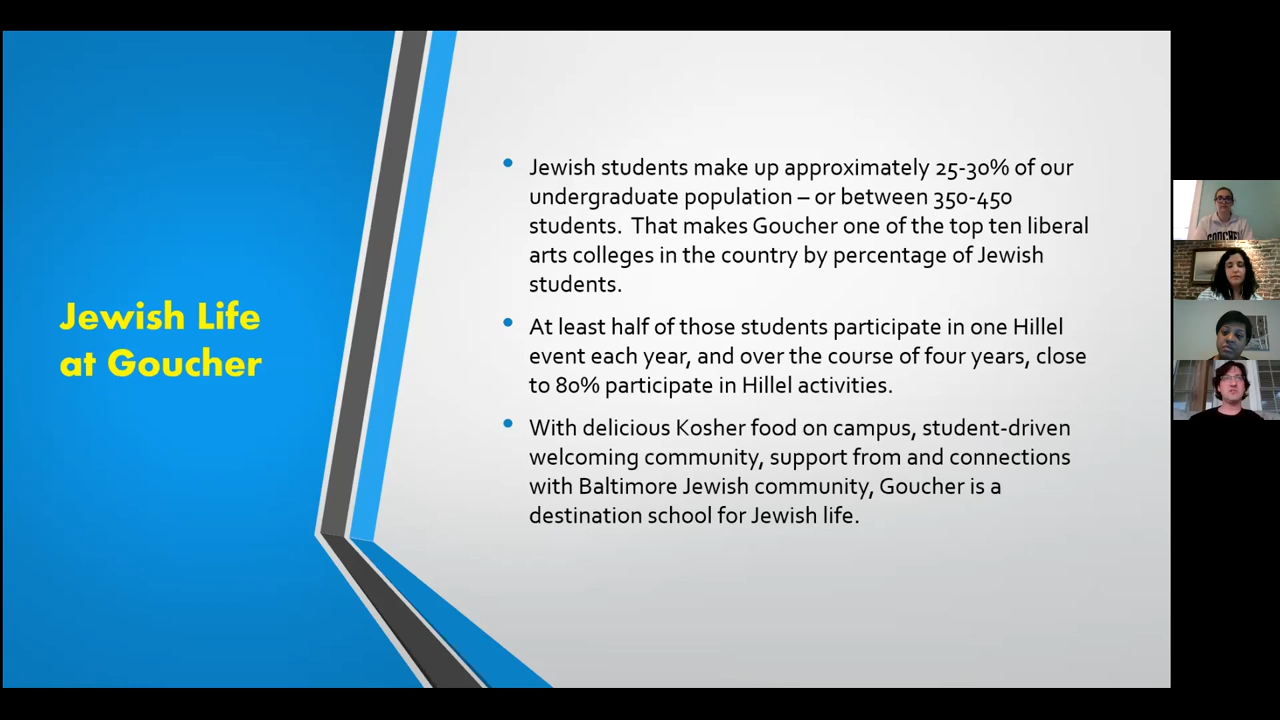 Jewish Life
at Goucher
Jewish students make up approximately 25-30% of our
undergraduate population – or between 350-450
students.  That makes Goucher one of the top ten liberal
arts colleges in the country by percentage of Jewish
students.
At least half of those students participate in one Hillel
event each year, and over the course of four years, close
to 80% participate in Hillel activities.
With delicious Kosher food on campus, student-driven
welcoming community, support from and connections
with Baltimore Jewish community, Goucher is a
destination school for Jewish life.